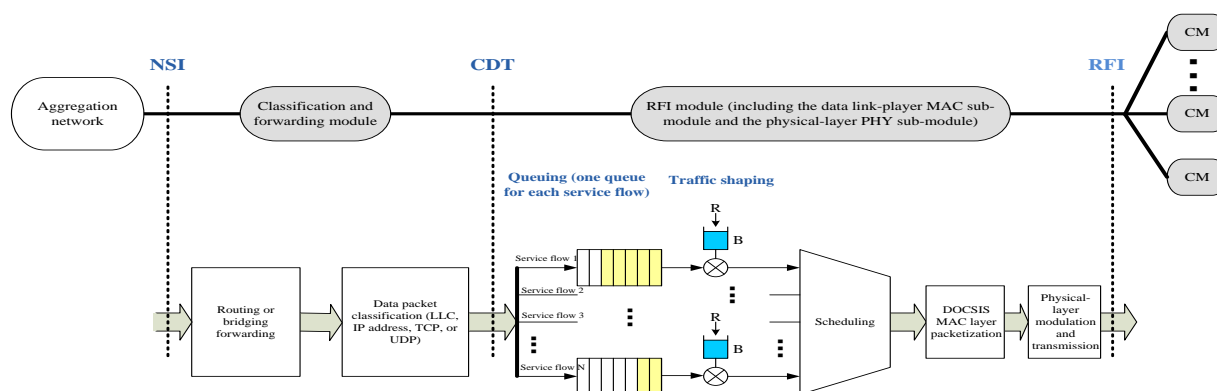 CM
NSI
CDT
RFI
Aggregation
network
Classification and
forwarding module
RFI module (including the data link-player MAC sub-
module and the physical-layer PHY sub-module)
CM
CM
Queuing (one queue
for each service flow)
Traffic shaping
R
B
Service flow 1
Service flow 2
Service flow 3
Service flow N
R
B
Routing or
bridging
forwarding
Data packet
classification (LLC,
IP address, TCP, or
UDP)
Scheduling
DOCSIS
MAC layer
packetization
Physical-
layer
modulation
and
transmission